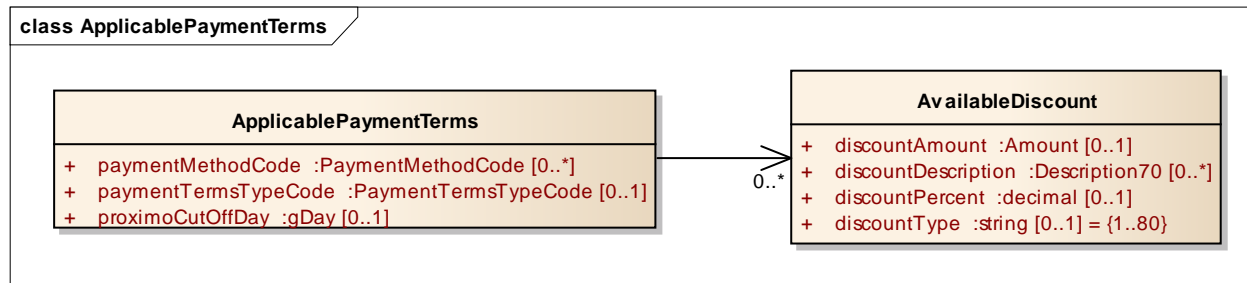 class ApplicablePaymentTerms
ApplicablePaymentTerms
+ paymentMethodCode :PaymentMethodCode [0..*]
+ paymentTermsTypeCode :PaymentTermsTypeCode [0..1]
+ proximoCutOffDay :gDay [0..1]
0..*
AvailableDiscount
+ discountAmount :Amount [0..1]
+ discountDescription :Description70 [0..*]
+ discountPercent :decimal [0..1]
+ discountType :string [0..1] = {1..80}